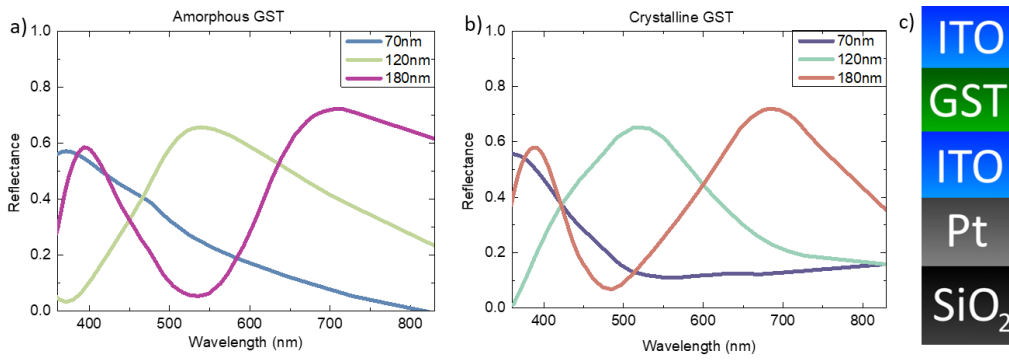 a)
Amorphous GST
1.0
0.8
0.6
0.4
0.2
0.0
Reflectance
70nm
120nm
180nm
400
500
600
700
800
Wavelength (nm)
b)
Crystalline GST
1.0
0.8
0.6
0.4
0.2
0.0
Reflectance
70nm
120nm
180nm
400
500
600
700
800
Wavelength (nm)
c)
ITO
GST
ITO
Pt
SiO₂